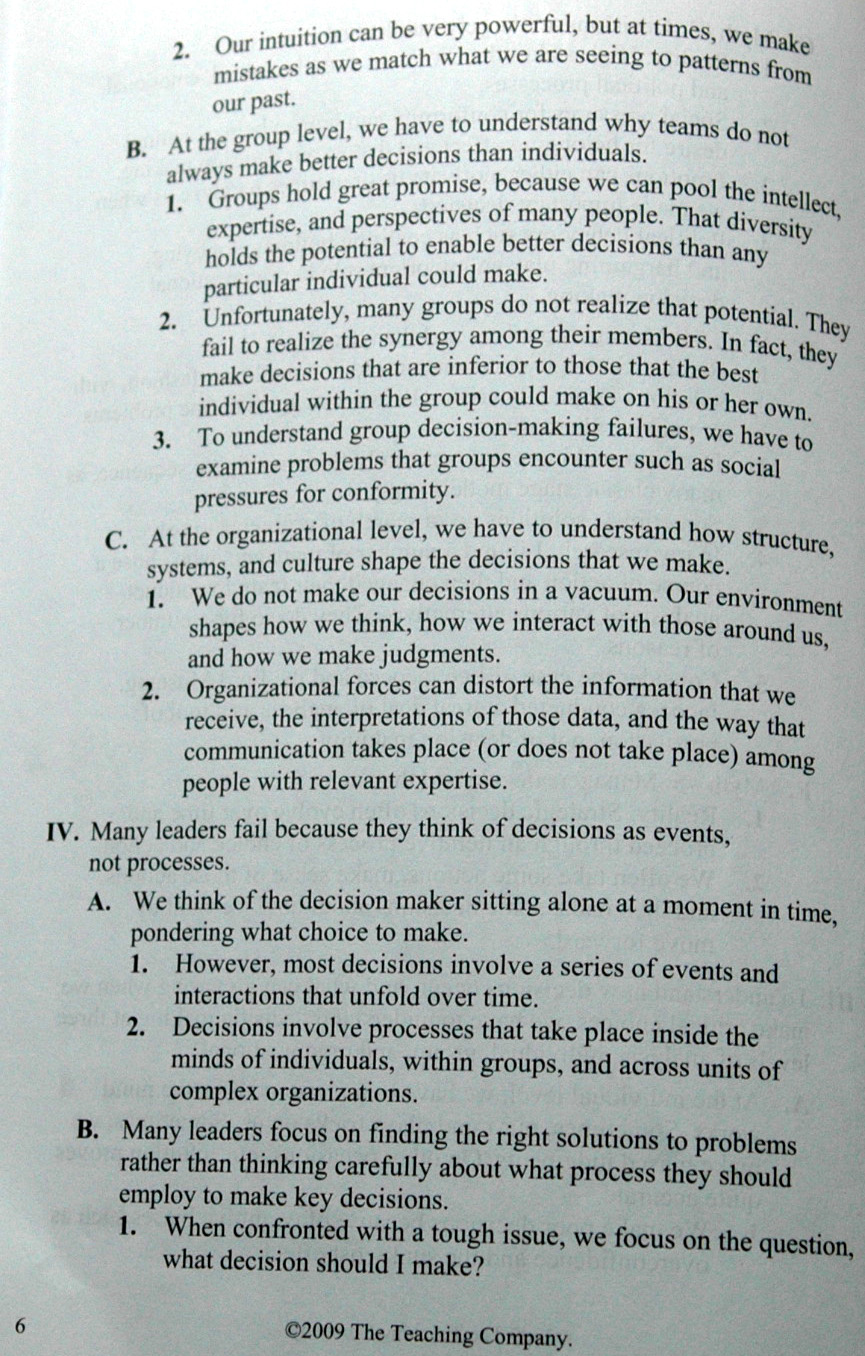 2. Our intuition can be very powerful, but at times, we make
mistakes as we match what we are seeing to patterns from
our past.
B. At the group level, we have to understand why teams do not
always make better decisions than individuals.
1. Groups hold great promise, because we can pool the intellect,
expertise, and perspectives of many people. That diversity
holds the potential to enable better decisions than any
particular individual could make.
2. Unfortunately, many groups do not realize that potential. They
fail to realize the synergy among their members. In fact, they
make decisions that are inferior to those that the best
individual within the group could make on his or her own.
3. To understand group decision-making failures, we have to
examine problems that groups encounter such as social
pressures for conformity.
C. At the organizational level, we have to understand how structure,
systems, and culture shape the decisions that we make.
1. We do not make our decisions in a vacuum. Our environment
shapes how we think, how we interact with those around us,
and how we make judgments.
2. Organizational forces can distort the information that we
receive, the interpretations of those data, and the way that
communication takes place (or does not take place) among
people with relevant expertise.
IV. Many leaders fail because they think of decisions as events,
not processes.
A. We think of the decision maker sitting alone at a moment in time,
pondering what choice to make.
1. However, most decisions involve a series of events and
interactions that unfold over time.
2. Decisions involve processes that take place inside the
minds of individuals, within groups, and across units of
complex organizations.
B. Many leaders focus on finding the right solutions to problems
rather than thinking carefully about what process they should
employ to make key decisions.
1. When confronted with a tough issue, we focus on the question,
what decision should I make?
6 ©2009 The Teaching Company.